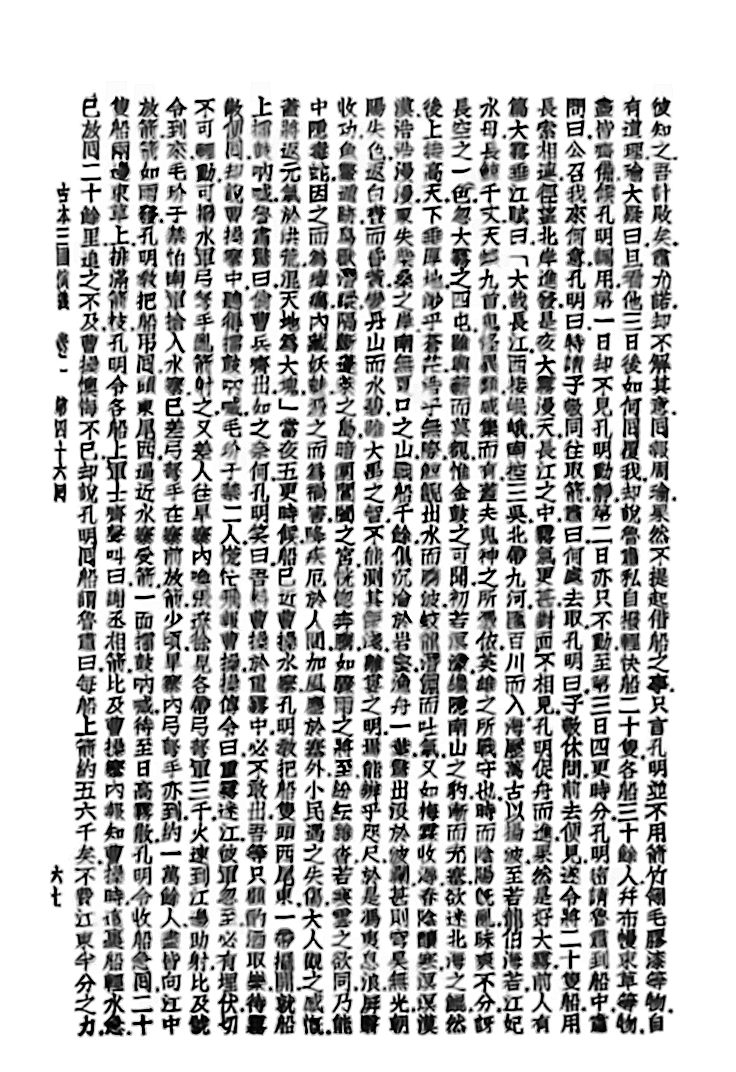 彼知之吾計敗矣肅允諾却不解其意囘報周瑜果然不提起借船之事只言孔明並不用箭竹翎毛膠漆等物自
有道理瑜大疑曰且看他三日後如何囘覆我却說魯肅私自撥輕快船二十隻各船三十餘人幷布幔束草等物
盡皆齊備候孔明調用第一日却不見孔明動靜第二日亦只不動至第三日四更時分孔明密請魯肅到船中肅
問曰公召我來何意孔明曰特請子敬同往取箭肅曰何處去取孔明曰子敬休問前去便見遂令將二十隻船用
長索相連徑望北岸進發是夜大霧漫天長江之中霧氣更甚對面不相見孔明促舟而進果然是好大霧前人有
篇大霧垂江賦曰「大哉長江西接岷峨南控三吳北帶九河匯百川而入海歷萬古以揚波至若龍伯海若江妃
水母長鯨千丈天蜈九首鬼怪異類咸集而有蓋夫鬼神之所憑依英雄之所戰守也時而陰陽旣亂昧爽不分訝
長空之一色忽大霧之四屯雖輿薪而莫覩惟金鼓之可聞初若溟濛纔隱南山之豹漸而充塞欲迷北海之鯤然
後上接高天下垂厚地渺乎蒼茫浩乎無際鯨鯢出水而騰波蛟龍潛淵而吐氣又如梅霖收溽春陰釀寒溟溟漠
漠浩浩漫漫東失柴桑之岸南無夏口之山戰船千餘俱沉淪於岩壑漁舟一葉驚出沒於波瀾甚則穹昊無光朝
陽失色返白晝而昏黃變丹山而水碧雖大禹之智不能測其淺深離婁之明焉能辨乎咫尺於是馮夷息浪屏翳
收功魚鱉遁跡鳥獸潛蹤隔斷蓬萊之島暗圍閶闔之宮恍惚奔騰如驟雨之將至紛紜雜沓若寒雲之欲同乃能
中隱毒蛇因之而爲瘴癘內藏妖魅憑之而爲禍害降疾厄於人間加風塵於塞外小民遇之失傷大人觀之感慨
蓋將返元氣於洪荒混天地爲大塊」當夜五更時候船已近曹操水寨孔明敎把船隻頭西尾東一帶擺開就船
上擂鼓吶喊魯肅驚曰倘曹兵齊出如之奈何孔明笑曰吾料曹操於重霧中必不敢出吾等只顧酌酒取樂待霧
散便囘却說曹操寨中聽得擂鼓吶喊毛玠于禁二人慌忙飛報曹操操傳令曰重霧迷江彼軍忽至必有埋伏切
不可輕動可撥水軍弓弩手亂箭射之又差人往旱寨內喚張遼徐晃各帶弓弩軍三千火速到江邊助射比及號
令到來毛玠于禁怕南軍搶入水寨已差弓弩手在寨前放箭少頃旱寨內弓弩手亦到約一萬餘人盡皆向江中
放箭箭如雨發孔明敎把船吊囘頭東尾西逼近水寨受箭一面擂鼓吶喊待至日高霧散孔明令收船急囘二十
隻船兩邊束草上排滿箭枝孔明令各船上軍士齊聲叫曰謝丞相箭比及曹操寨內報知曹操時這裏船輕水急
已放囘二十餘里追之不及曹操懊悔不已却說孔明囘船謂魯肅曰每船上箭約五六千矣不費江東半分之力
古本三國演義 卷一 第四十六囘 六七